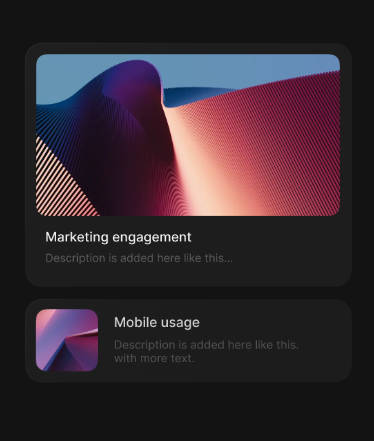 Marketing engagement
Description is added here like this...
Mobile usage
Description is added here like this.
with more text.